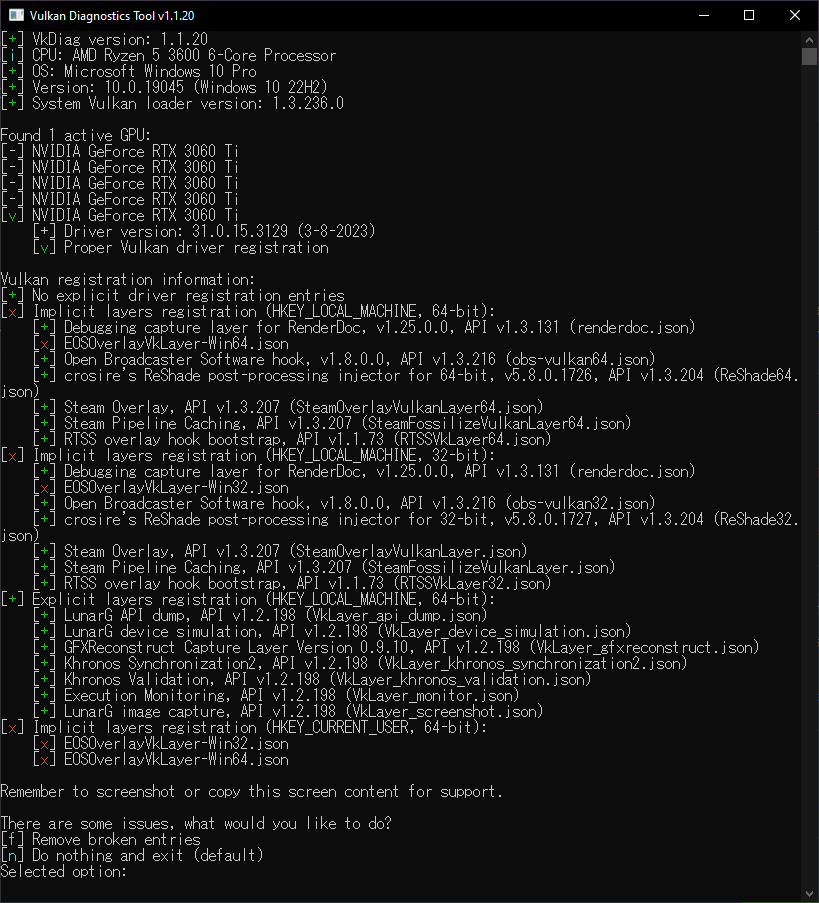 Vulkan Diagnostics Tool v1.1.20
[+] VkDiag version: 1.1.20
[i] CPU: AMD Ryzen 5 3600 6-Core Processor
[+] OS: Microsoft Windows 10 Pro
[+] Version: 10.0.19045 (Windows 10 22H2)
[+] System Vulkan loader version: 1.3.236.0
Found 1 active GPU:
[-] NVIDIA GeForce RTX 3060 Ti
[-] NVIDIA GeForce RTX 3060 Ti
[-] NVIDIA GeForce RTX 3060 Ti
[-] NVIDIA GeForce RTX 3060 Ti
[v] NVIDIA GeForce RTX 3060 Ti
[+] Driver version: 31.0.15.3129 (3-8-2023)
[v] Proper Vulkan driver registration
Vulkan registration information:
[+] No explicit driver registration entries
[x] Implicit layers registration (HKEY_LOCAL_MACHINE, 64-bit):
[+] Debugging capture layer for RenderDoc, v1.25.0.0, API v1.3.131 (renderdoc.json)
[x] EOSOverlayVkLayer-Win64.json
[+] Open Broadcaster Software hook, v1.8.0.0, API v1.3.216 (obs-vulkan64.json)
[+] crosire's ReShade post-processing injector for 64-bit, v5.8.0.1726, API v1.3.204 (ReShade64.
json)
[+] Steam Overlay, API v1.3.207 (SteamOverlayVulkanLayer64.json)
[+] Steam Pipeline Caching, API v1.3.207 (SteamFossilizeVulkanLayer64.json)
[+] RTSS overlay hook bootstrap, API v1.1.73 (RTSSVkLayer64.json)
[x] Implicit layers registration (HKEY_LOCAL_MACHINE, 32-bit):
[+] Debugging capture layer for RenderDoc, v1.25.0.0, API v1.3.131 (renderdoc.json)
[x] EOSOverlayVkLayer-Win32.json
[+] Open Broadcaster Software hook, v1.8.0.0, API v1.3.216 (obs-vulkan32.json)
[+] crosire's ReShade post-processing injector for 32-bit, v5.8.0.1727, API v1.3.204 (ReShade32.
json)
[+] Steam Overlay, API v1.3.207 (SteamOverlayVulkanLayer.json)
[+] Steam Pipeline Caching, API v1.3.207 (SteamFossilizeVulkanLayer.json)
[+] RTSS overlay hook bootstrap, API v1.1.73 (RTSSVkLayer32.json)
[+] Explicit layers registration (HKEY_LOCAL_MACHINE, 64-bit):
[+] LunarG API dump, API v1.2.198 (VkLayer_api_dump.json)
[+] LunarG device simulation, API v1.2.198 (VkLayer_device_simulation.json)
[+] GFXReconstruct Capture Layer Version 0.9.10, API v1.2.198 (VkLayer_gfxreconstruct.json)
[+] Khronos Synchronization2, API v1.2.198 (VkLayer_khronos_synchronization2.json)
[+] Khronos Validation, API v1.2.198 (VkLayer_khronos_validation.json)
[+] Execution Monitoring, API v1.2.198 (VkLayer_monitor.json)
[+] LunarG image capture, API v1.2.198 (VkLayer_screenshot.json)
[x] Implicit layers registration (HKEY_CURRENT_USER, 64-bit):
[x] EOSOverlayVkLayer-Win32.json
[x] EOSOverlayVkLayer-Win64.json
Remember to screenshot or copy this screen content for support.
There are some issues, what would you like to do?
[f] Remove broken entries
[n] Do nothing and exit (default)
Selected option: